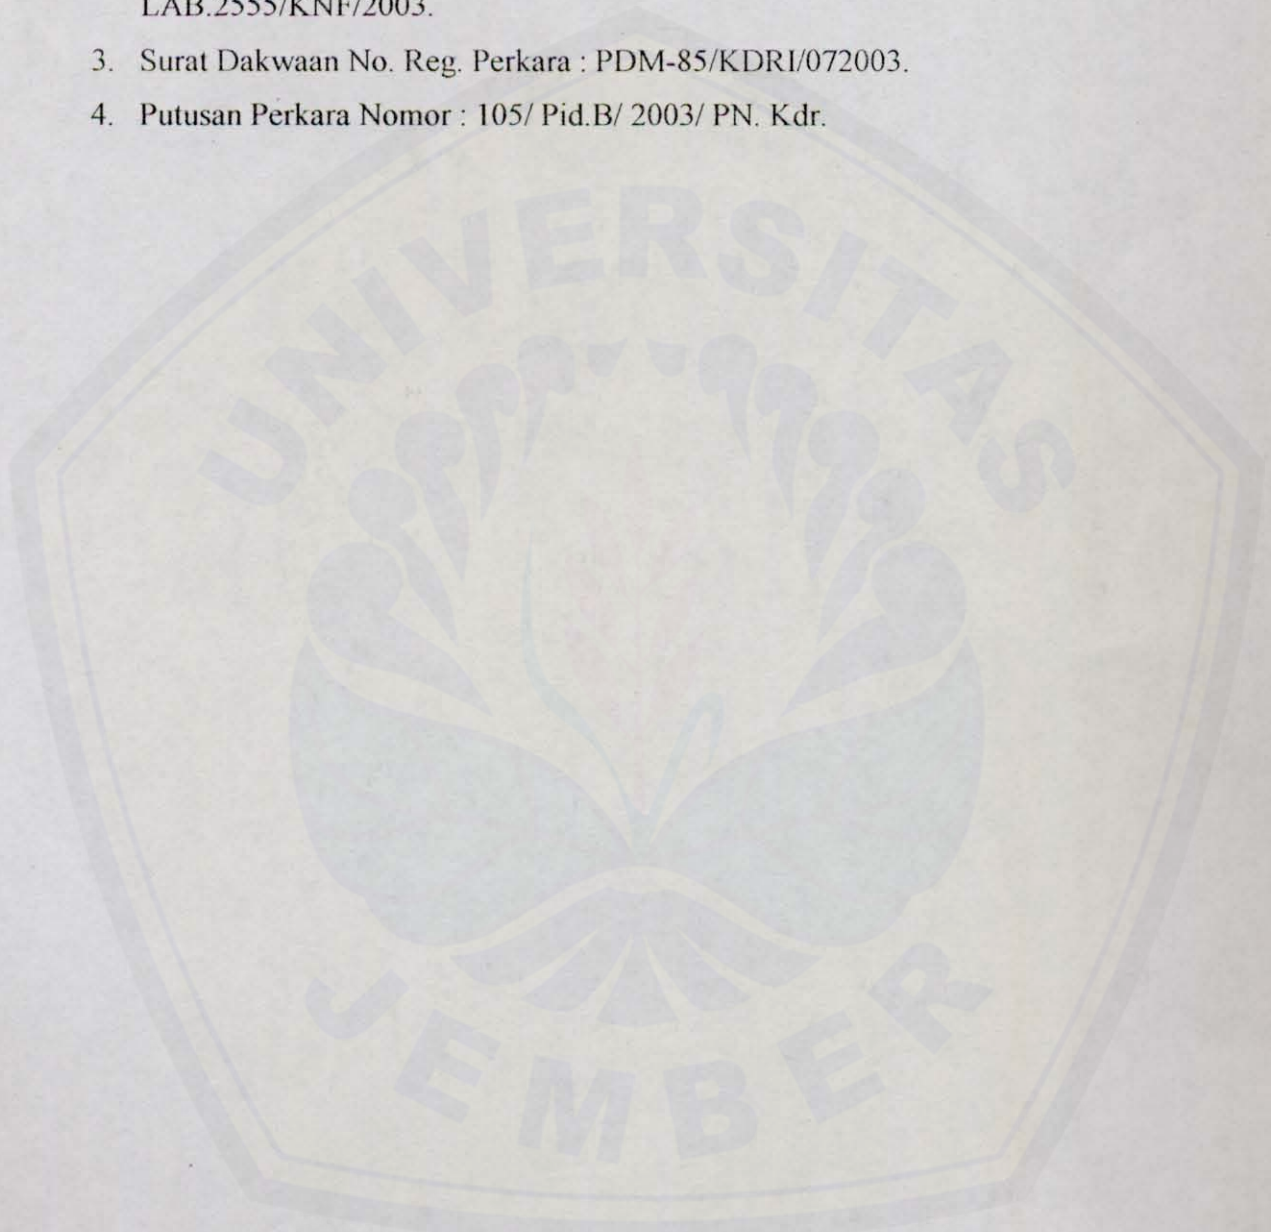 LAB.2555/KNF/2003.
3. Surat Dakwaan No. Reg. Perkara : PDM-85/KDRI/072003.
4. Putusan Perkara Nomor : 105/ Pid.B/ 2003/ PN. Kdr.
UNIVERSITAS
JEMBER